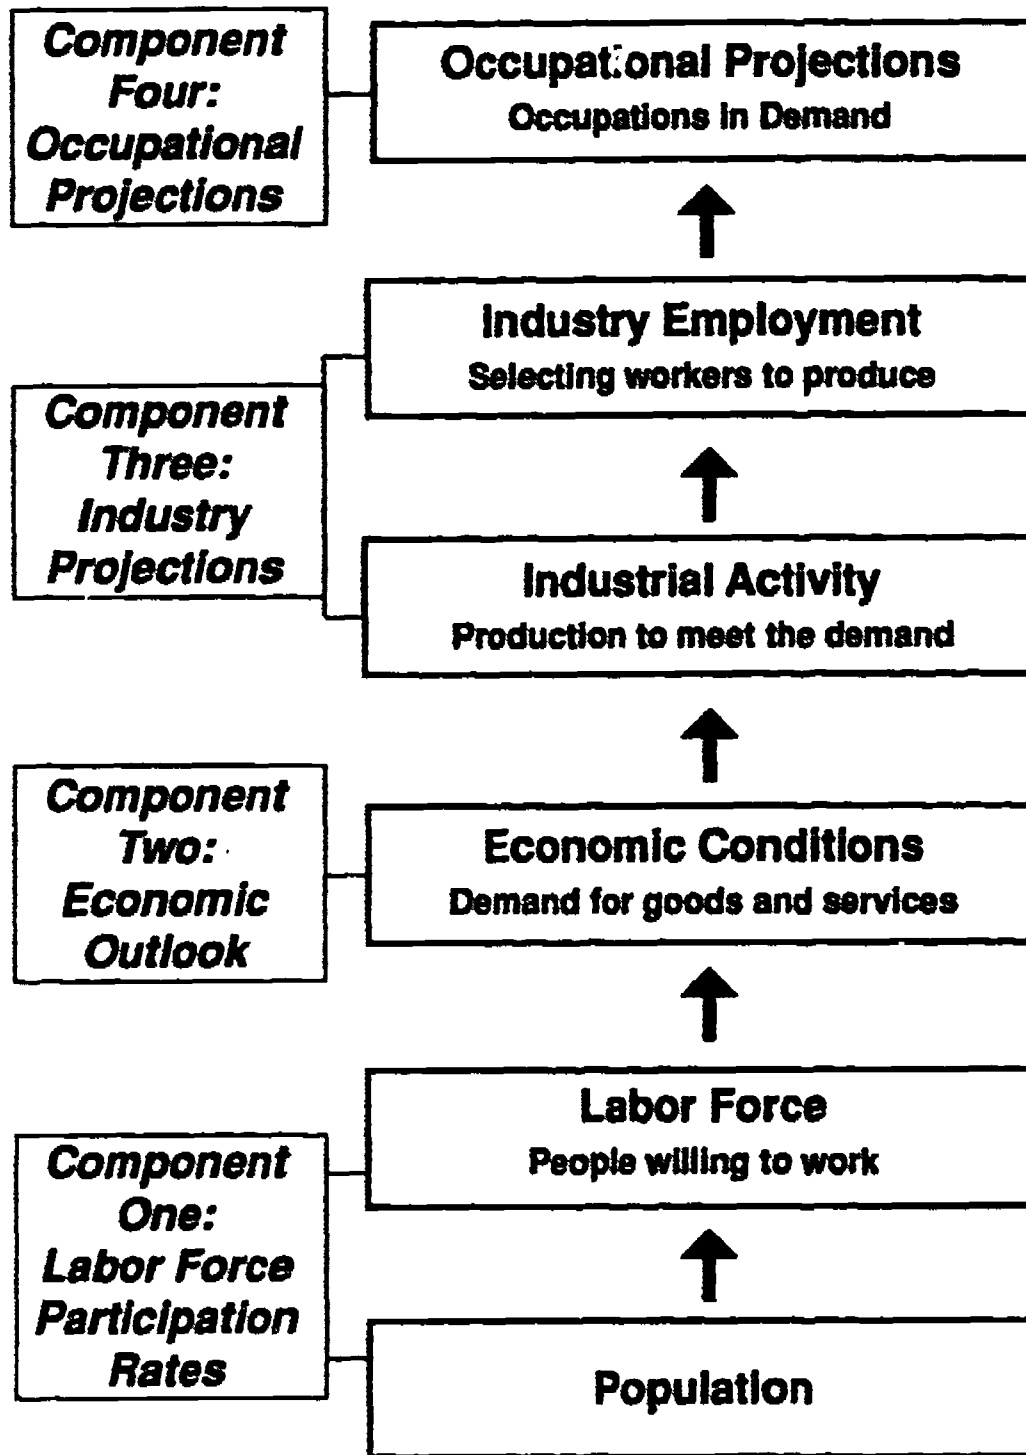 Component
Four:
Occupational
Projections
Occupational Projections
Occupations in Demand
Industry Employment
Selecting workers to produce
Component
Three:
Industry
Projections
Industrial Activity
Production to meet the demand
Component
Two:
Economic
Outlook
Economic Conditions
Demand for goods and services
Labor Force
People willing to work
Component
One:
Labor Force
Participation
Rates
Population